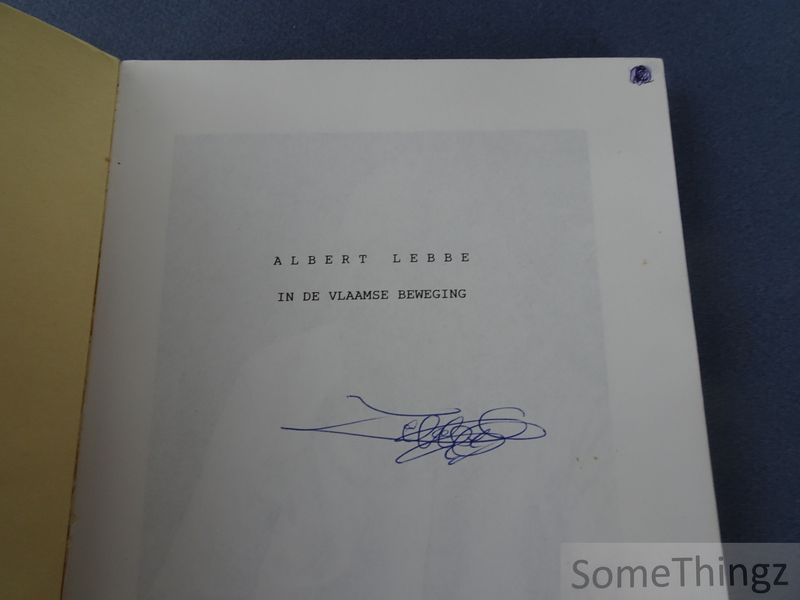 ALBERT LEBBE
IN DE VLAAMSE BEWEGING
SomeThingz